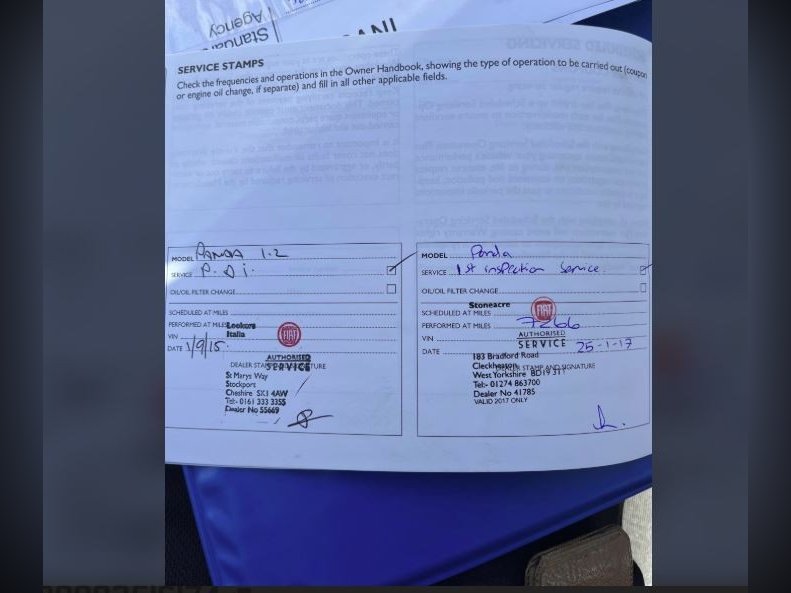 Agency
Standa
INV
SERVICE STAMPS
Check the frequencies and operations in the Owner Handbook, showing the type of operation to be carried out (coupon
or engine oil change, if separate) and fill in all other applicable fields.
MODEL PANDA 1.2
SERVICE P.D i.
OIL/OIL FILTER CHANGE
SCHEDULED AT MILES
PERFORMED AT MILES Lookers
VIN Italia
FIAT
DATE 1/9/15
AUTHORISED
SERVICE
DEALER STAMP AND SIGNATURE
St Marys Way
Stockport
Cheshire SK1 4AW
Tel:- 0161 333 3355
Dealer No 55669
MODEL Panda
SERVICE 1st inspection Service.
OIL/OIL FILTER CHANGE
Stoneacre
SCHEDULED AT MILES
FIAT
PERFORMED AT MILES 7266
VIN
AUTHORISED
SERVICE
DATE 25-1-17
183 Bradford Road
Cleckheaton
DEALER STAMP AND SIGNATURE
West Yorkshire BD19 3TT
Tel:- 01274 863700
Dealer No 41785
VALID 2017 ONLY